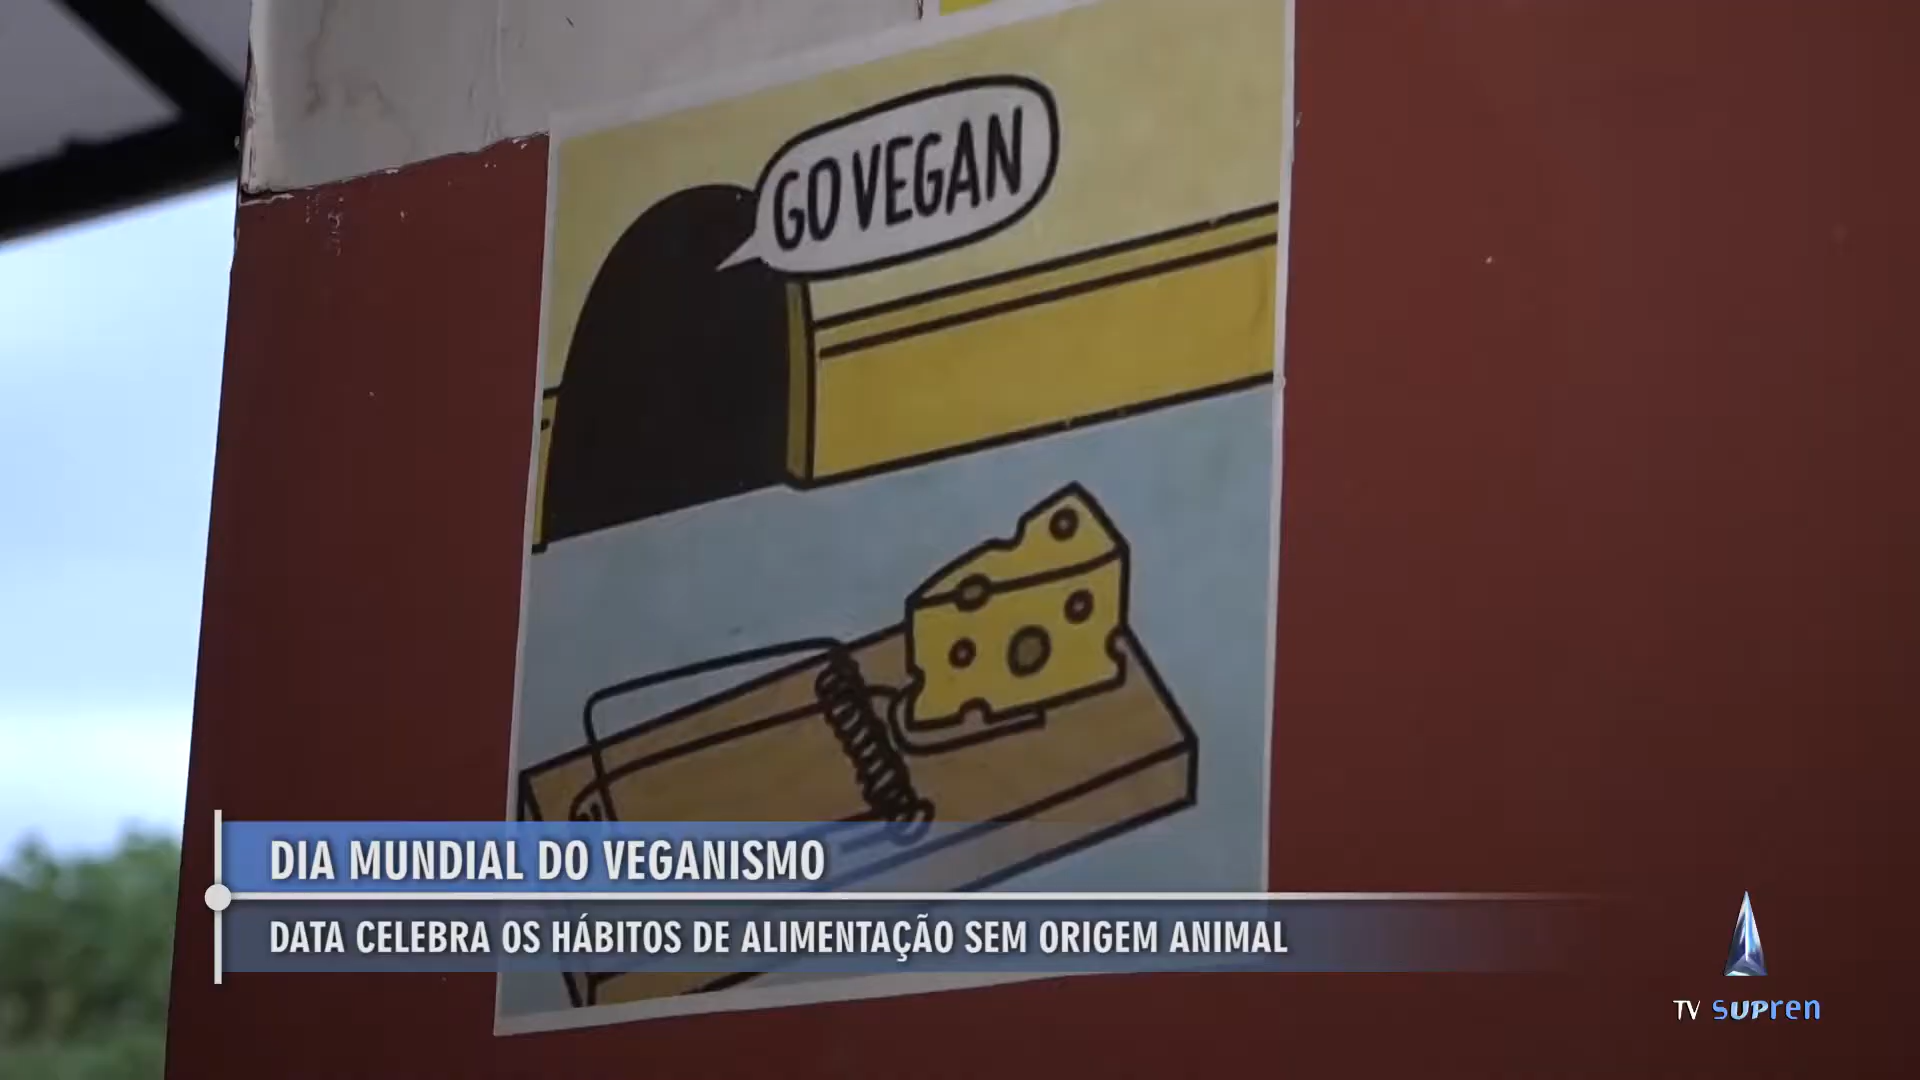 GO VEGAN
DIA MUNDIAL DO VEGANISMO
DATA CELEBRA OS HÁBITOS DE ALIMENTAÇÃO SEM ORIGEM ANIMAL
TV SUPren